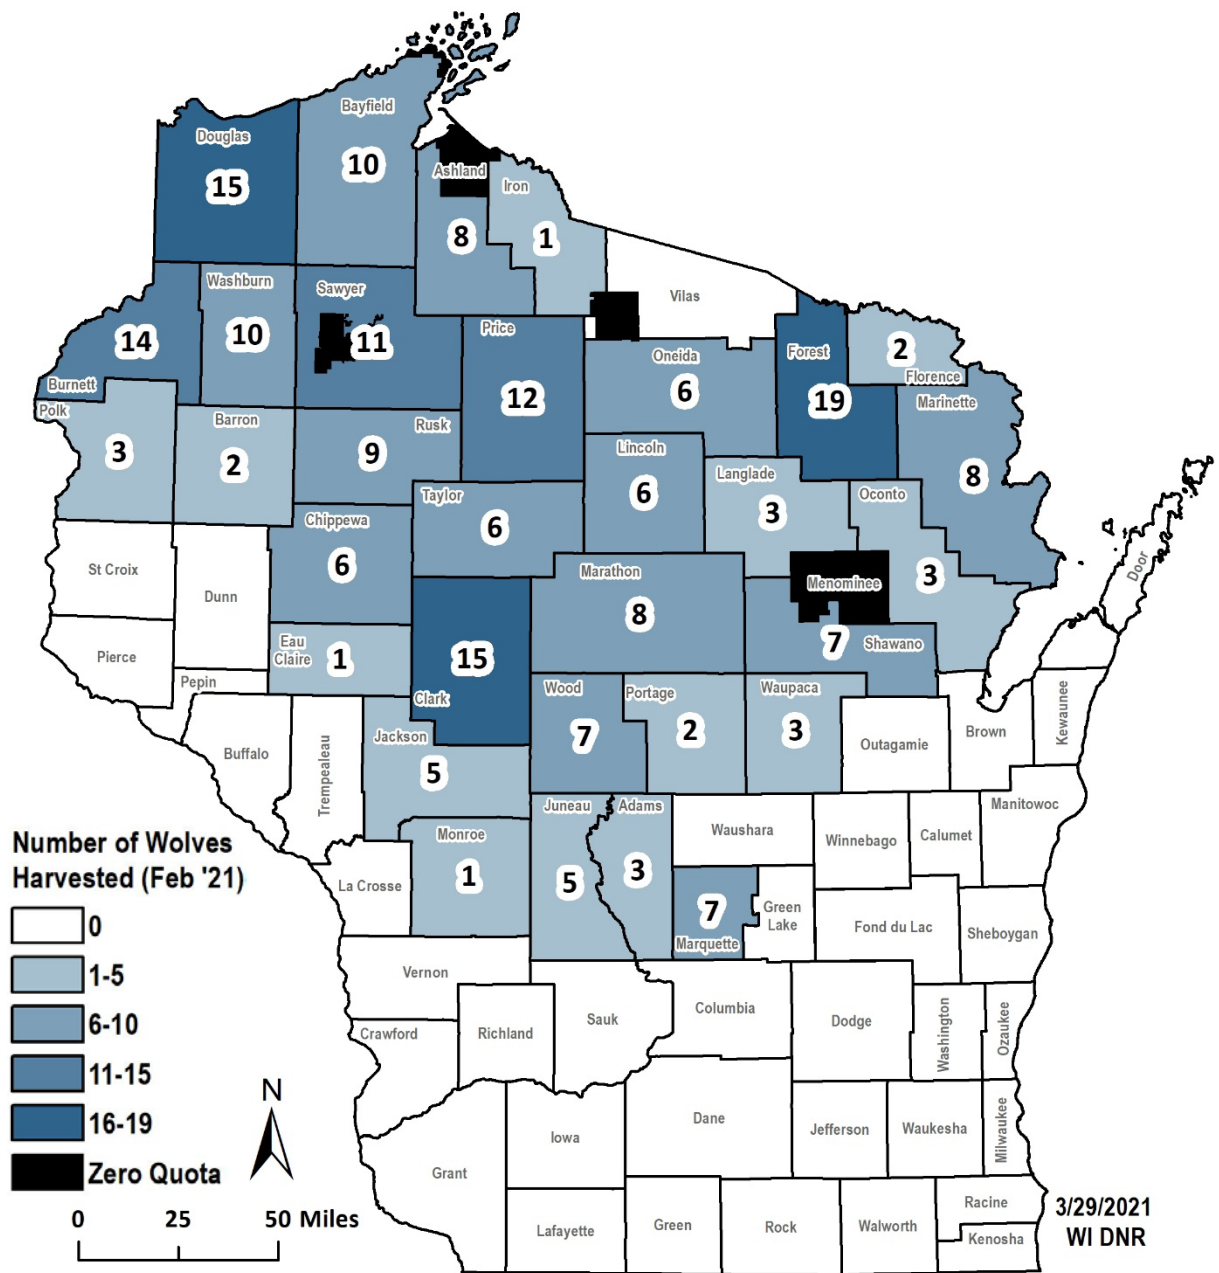 Bayfield
Douglas
10
15
Ashland
Iron
8
1
Washburn
Sawyer
Vilas
14
10
11
Price
Burnett
12
Oneida
6
Forest
19
2
Florence
Marinette
Polk
3
Barron
2
Rusk
9
Lincoln
6
Langlade
3
Oconto
8
Taylor
6
Chippewa
6
St Croix
Dunn
Marathon
8
Menominee
3
Door
7
Shawano
Pierce
Eau
Claire
1
15
Clark
Pepin
Wood
7
Portage
2
Waupaca
3
Outagamie
Brown
Kewaunee
Buffalo
Trempealeau
Jackson
5
Juneau
5
Adams
3
Waushara
Winnebago
Calumet
Manitowoc
Monroe
1
La Crosse
7
Marquette
Green
Lake
Fond du Lac
Sheboygan
Vernon
Crawford
Richland
Sauk
Columbia
Dodge
Washington
Ozaukee
Grant
Iowa
Dane
Jefferson
Waukesha
Milwaukee
Lafayette
Green
Rock
Walworth
Racine
Kenosha
Number of Wolves
Harvested (Feb '21)
0
1-5
6-10
11-15
16-19
Zero Quota
N
0 25 50 Miles
3/29/2021
WI DNR